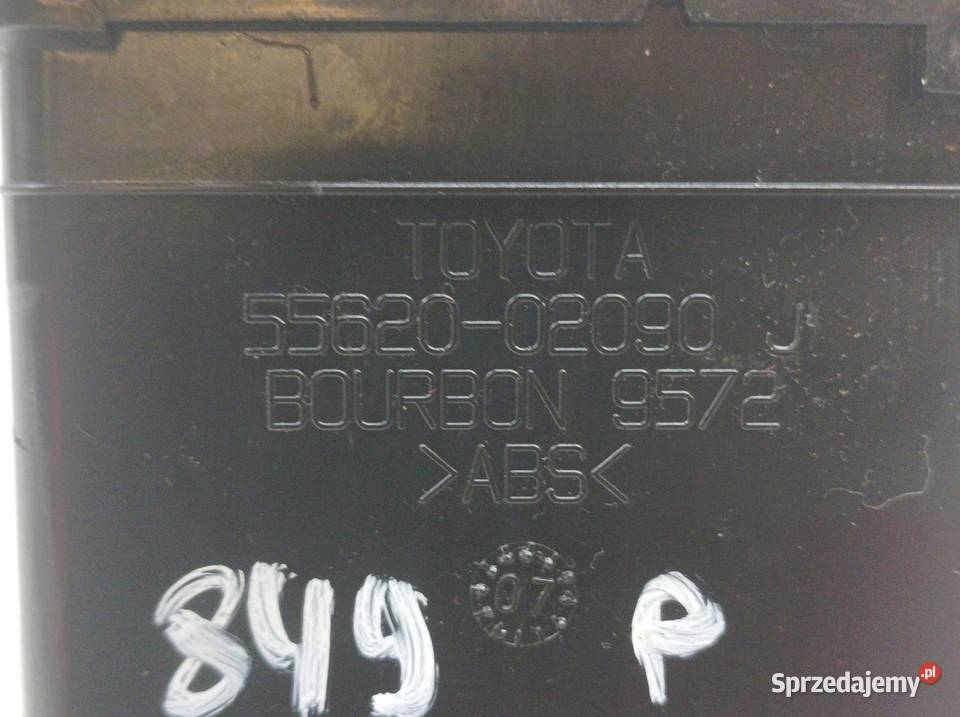 TOYOTA
55620-02090 J
BOURBON 9572
>ABS<
07
849 P
Sprzedajemy.pl